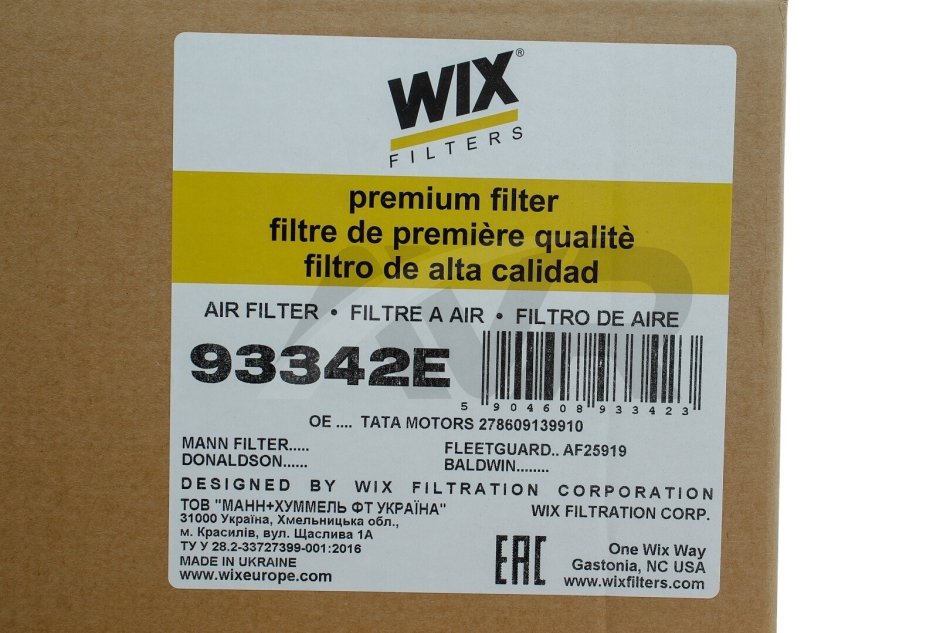 WIX®
FILTERS
premium filter
filtre de première qualitè
filtro de alta calidad
AIR FILTER • FILTRE A AIR • FILTRO DE AIRE
93342E
5 904608 933423
OE .... TATA MOTORS 278609139910
MANN FILTER..... FLEETGUARD.. AF25919
DONALDSON...... BALDWIN........
DESIGNED BY WIX FILTRATION CORPORATION
ТОВ "МАНН+ХУММЕЛЬ ФТ УКРАЇНА" WIX FILTRATION CORP.
31000 Україна, Хмельницька обл.,
м. Красилів, вул. Щаслива 1А
ТУ У 28.2-33727399-001:2016
MADE IN UKRAINE
www.wixeurope.com
EAC
One Wix Way
Gastonia, NC USA
www.wixfilters.com